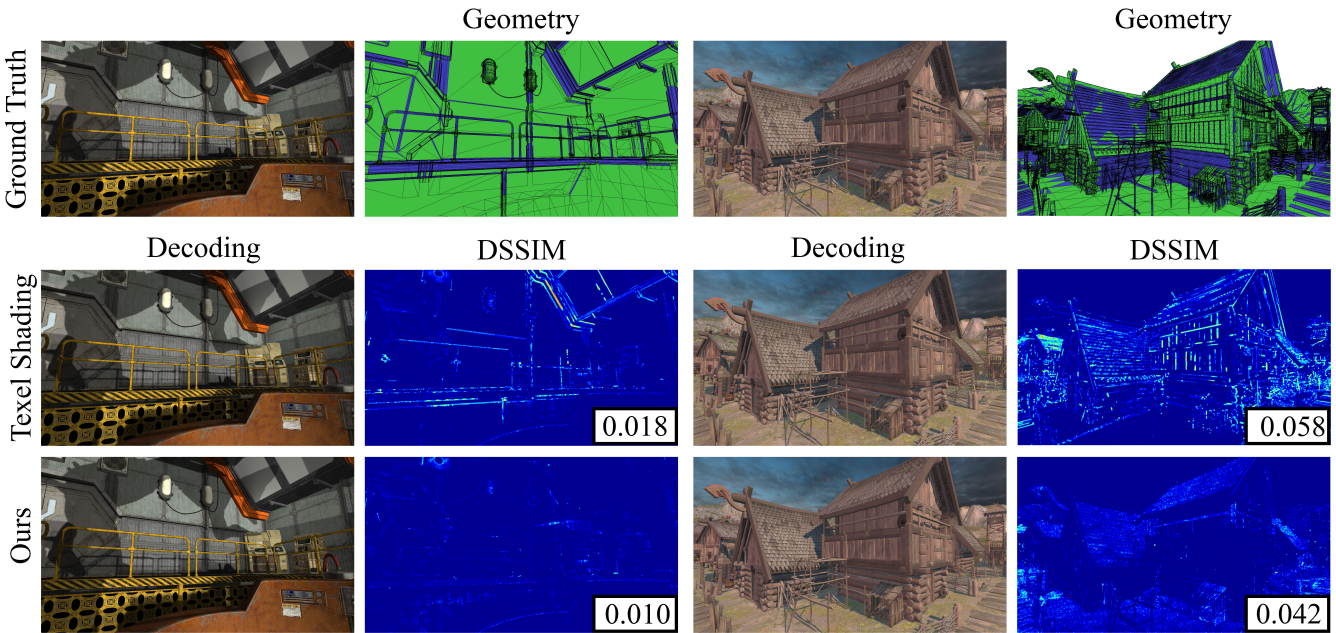 Geometry Geometry
Ground Truth
Decoding DSSIM Decoding DSSIM
Texel Shading
0.018 0.058
Ours
0.010 0.042